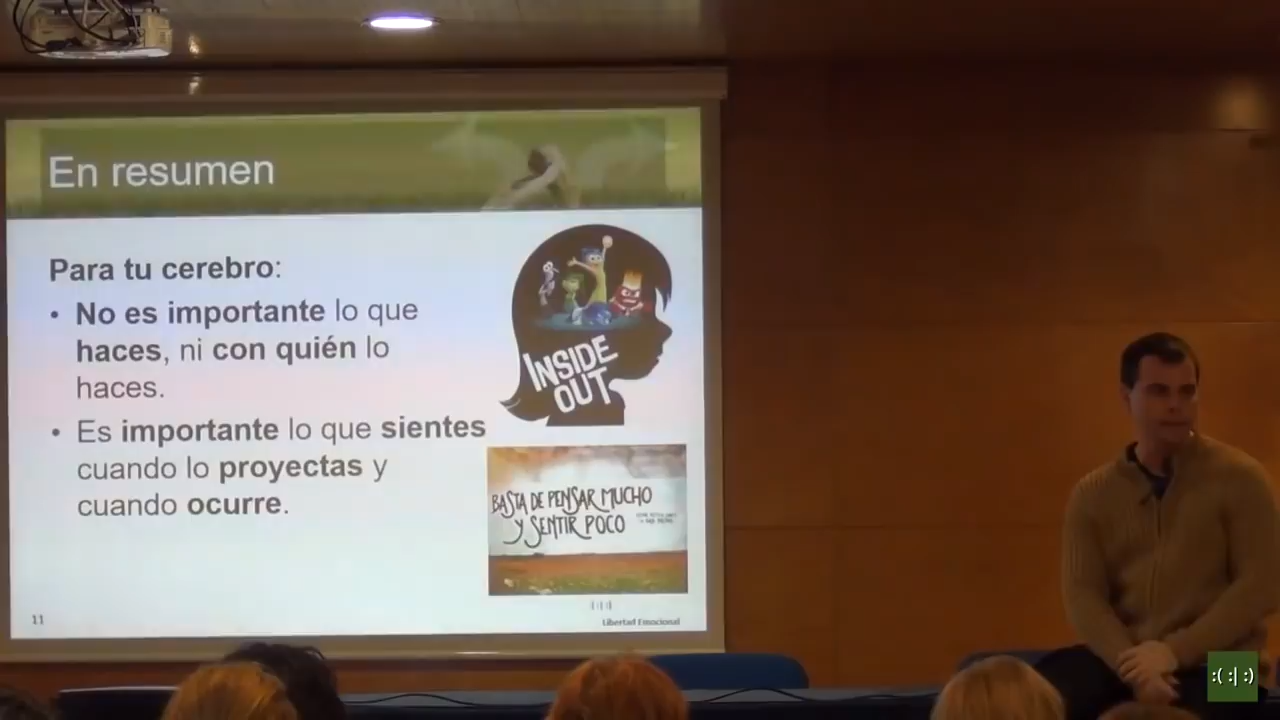 En resumen
Para tu cerebro:
• No es importante lo que
haces, ni con quién lo
haces.
• Es importante lo que sientes
cuando lo proyectas y
cuando ocurre.
INSIDE
OUT
BASTA DE PENSAR MUCHO
Y SENTIR POCO
11
Libertad Emocional
:( :| :)